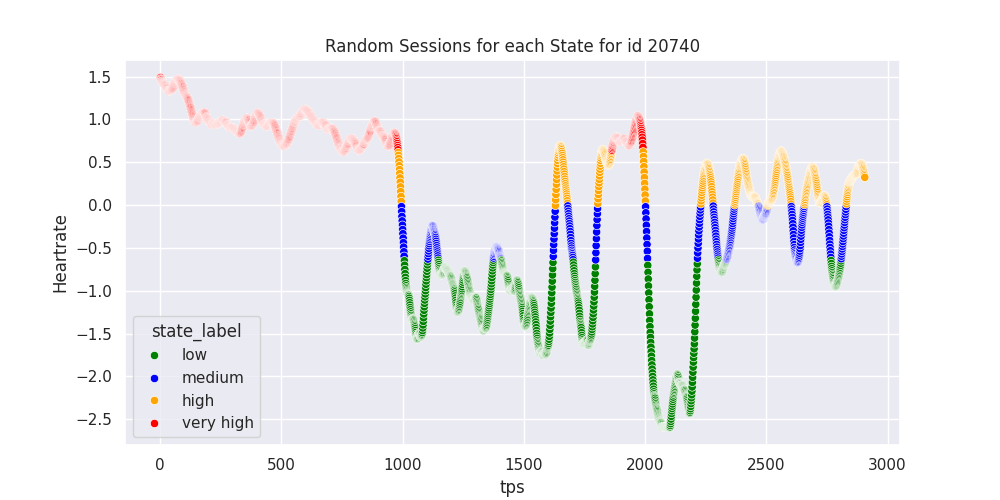 Random Sessions for each State for id 20740
Heartrate
1.5
1.0
0.5
0.0
−0.5
−1.0
−1.5
−2.0
−2.5
state_label
low
medium
high
very high
0 500 1000 1500 2000 2500 3000
tps